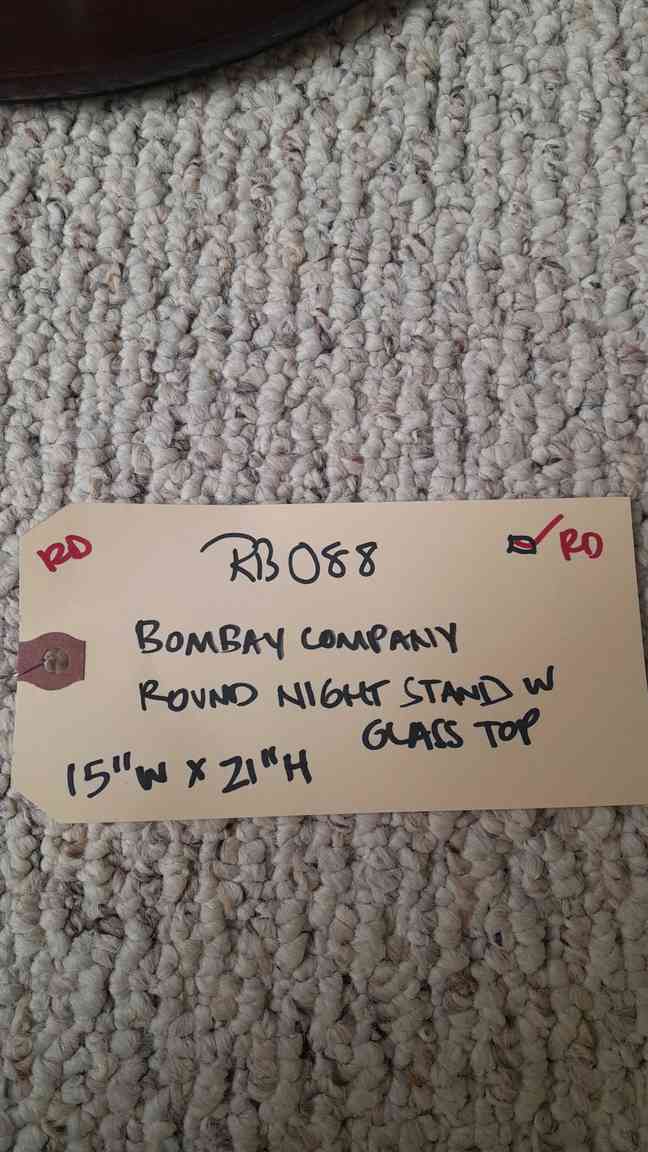 RD RB088 RD
BOMBAY COMPANY
ROUND NIGHT STAND W
GLASS TOP
15"W X 21"H